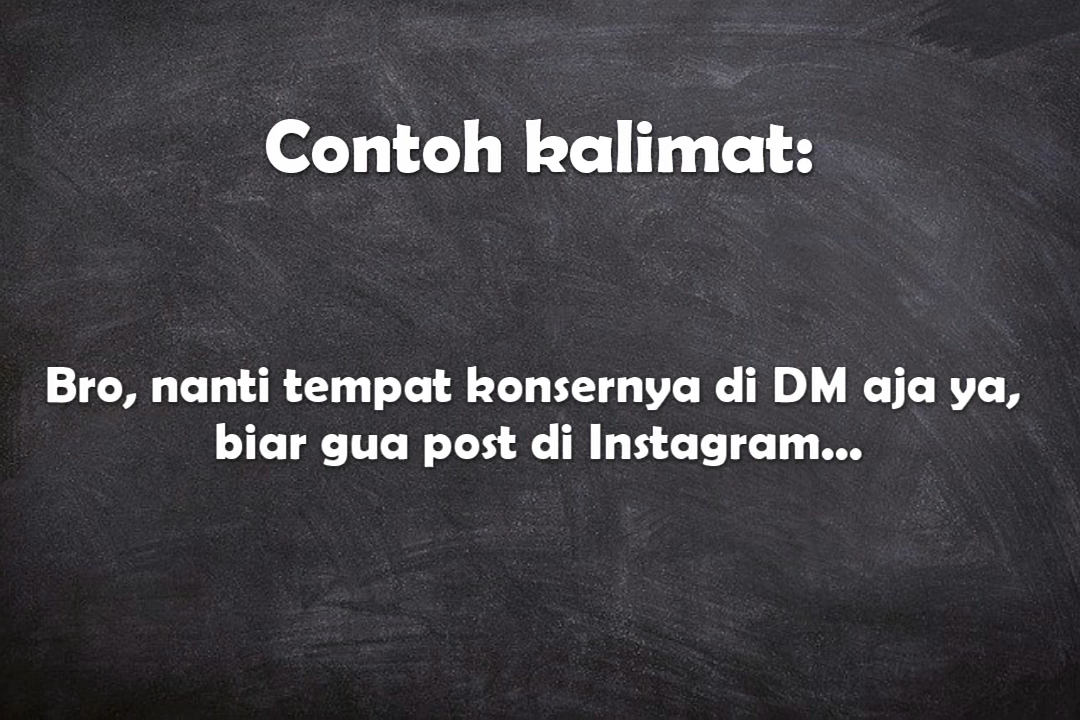 Contoh kalimat:
Bro, nanti tempat konsernya di DM aja ya,
biar gua post di Instagram...